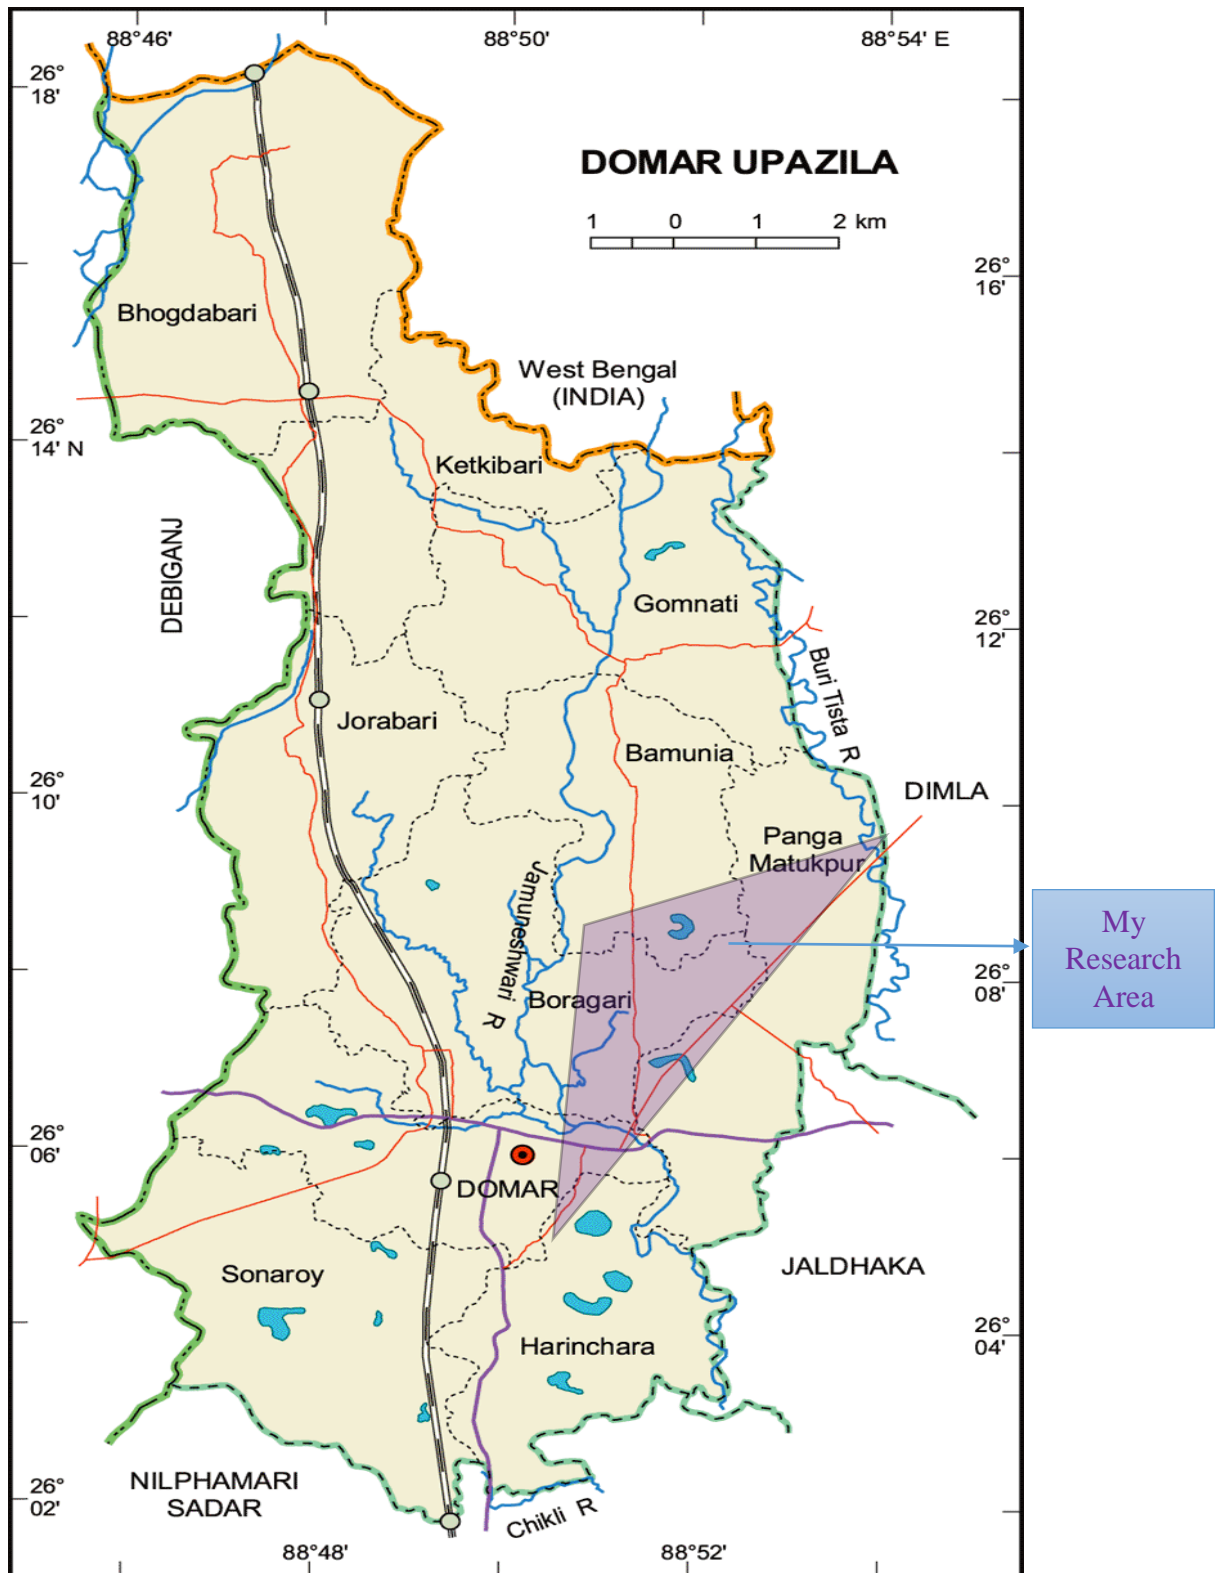 88°46' 88°50' 88°54' E
26°
18'
DOMAR UPAZILA
1 0 1 2 km
26°
16'
Bhogdabari
West Bengal
(INDIA)
26°
14' N
Ketkibari
DEBIGANJ
Gomnati
26°
12'
Buri Tista R
Jorabari
Bamunia
26°
10'
DIMLA
Panga
Matukpur
Jamuneshwari R
My
Research
Area
Boragari
26°
08'
26°
06'
DOMAR
Sonaroy
JALDHAKA
Harinchara
26°
04'
NILPHAMARI
SADAR
26°
02'
Chikli R
88°48' 88°52'